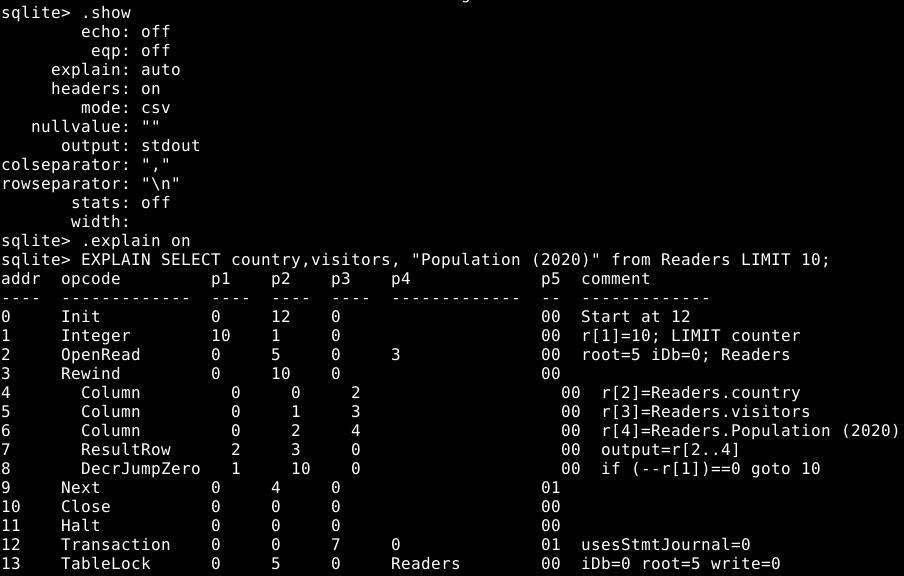 sqlite> .show
        echo: off
         eqp: off
     explain: auto
     headers: on
        mode: csv
   nullvalue: ""
      output: stdout
colseparator: ","
rowseparator: "\n"
       stats: off
       width:
sqlite> .explain on
sqlite> EXPLAIN SELECT country,visitors, "Population (2020)" from Readers LIMIT 10;
addr  opcode         p1    p2    p3    p4             p5  comment
----  -------------  ----  ----  ----  -------------  --  -------------
0     Init           0     12    0                    00  Start at 12
1     Integer        10    1     0                    00  r[1]=10; LIMIT counter
2     OpenRead       0     5     0     3              00  root=5 iDb=0; Readers
3     Rewind         0     10    0                    00
4       Column         0     0     2                    00  r[2]=Readers.country
5       Column         0     1     3                    00  r[3]=Readers.visitors
6       Column         0     2     4                    00  r[4]=Readers.Population (2020)
7       ResultRow      2     3     0                    00  output=r[2..4]
8       DecrJumpZero   1     10    0                    00  if (--r[1])==0 goto 10
9     Next           0     4     0                    01
10    Close          0     0     0                    00
11    Halt           0     0     0                    00
12    Transaction    0     0     7     0              01  usesStmtJournal=0
13    TableLock      0     5     0     Readers        00  iDb=0 root=5 write=0